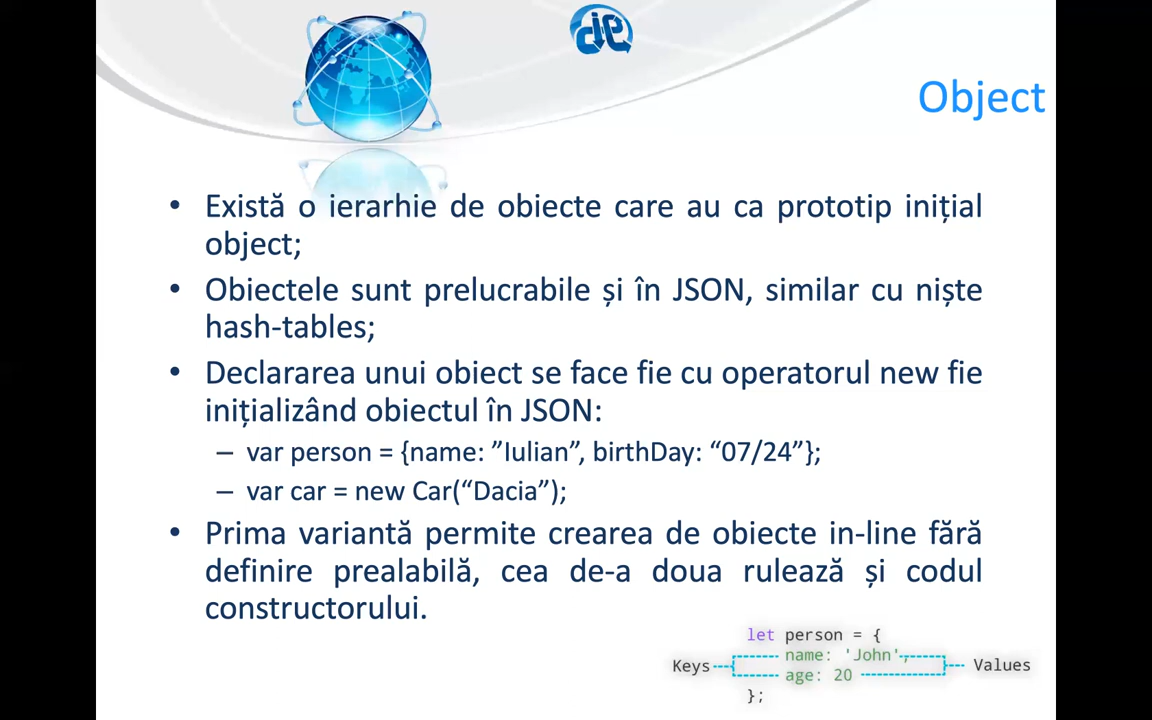 Object
• Există o ierarhie de obiecte care au ca prototip inițial
object;
• Obiectele sunt prelucrabile și în JSON, similar cu niște
hash-tables;
• Declararea unui obiect se face fie cu operatorul new fie
inițializând obiectul în JSON:
– var person = {name: ”Iulian”, birthDay: “07/24”};
– var car = new Car(“Dacia”);
• Prima variantă permite crearea de obiecte in-line fără
definire prealabilă, cea de-a doua rulează și codul
constructorului.
let person = {
name: 'John',
age: 20
};
Keys
Values